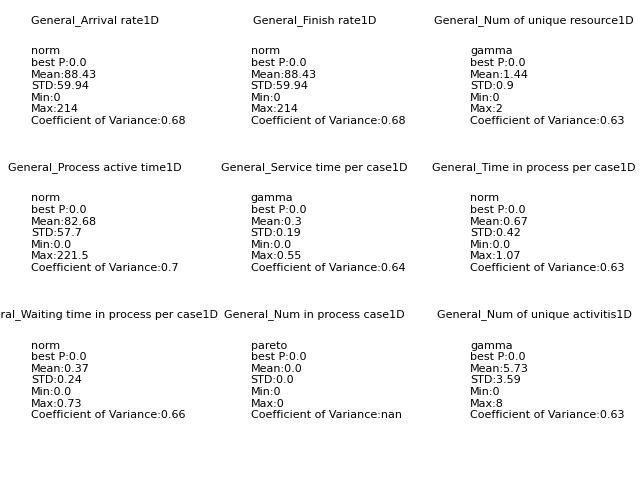 General_Arrival rate1D
norm
best P:0.0
Mean:88.43
STD:59.94
Min:0
Max:214
Coefficient of Variance:0.68
General_Finish rate1D
norm
best P:0.0
Mean:88.43
STD:59.94
Min:0
Max:214
Coefficient of Variance:0.68
General_Num of unique resource1D
gamma
best P:0.0
Mean:1.44
STD:0.9
Min:0
Max:2
Coefficient of Variance:0.63
General_Process active time1D
norm
best P:0.0
Mean:82.68
STD:57.7
Min:0.0
Max:221.5
Coefficient of Variance:0.7
General_Service time per case1D
gamma
best P:0.0
Mean:0.3
STD:0.19
Min:0.0
Max:0.55
Coefficient of Variance:0.64
General_Time in process per case1D
norm
best P:0.0
Mean:0.67
STD:0.42
Min:0.0
Max:1.07
Coefficient of Variance:0.63
ral_Waiting time in process per case1D
norm
best P:0.0
Mean:0.37
STD:0.24
Min:0.0
Max:0.73
Coefficient of Variance:0.66
General_Num in process case1D
pareto
best P:0.0
Mean:0.0
STD:0.0
Min:0
Max:0
Coefficient of Variance:nan
General_Num of unique activitis1D
gamma
best P:0.0
Mean:5.73
STD:3.59
Min:0
Max:8
Coefficient of Variance:0.63